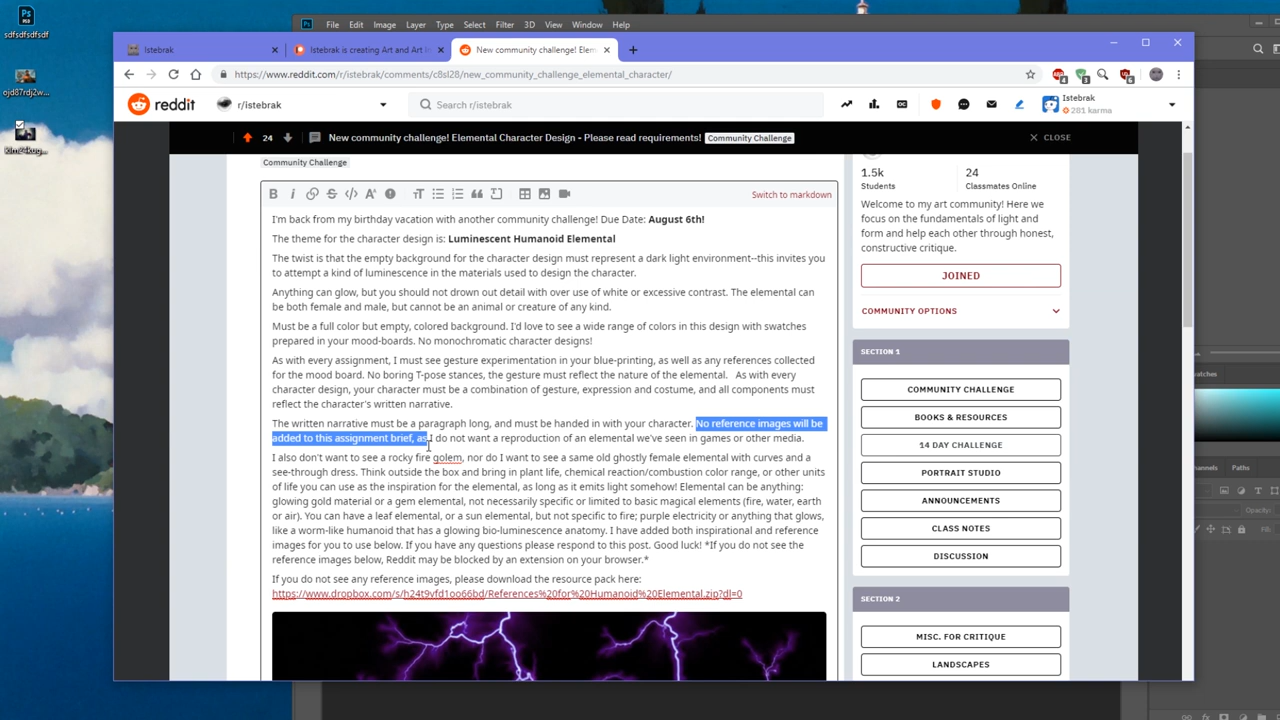 sdfsdfsdfsdf
File Edit Image Layer Type Select Filter 3D View Window Help
Istebrak
Istebrak is creating Art and Art In
New community challenge! Elem
https://www.reddit.com/r/istebrak/comments/c8sl28/new_community_challenge_elemental_character/
ojd87rdj2w...
reddit
r/istebrak
Search r/istebrak
Istebrak
281 karma
24
New community challenge! Elemental Character Design - Please read requirements!
Community Challenge
CLOSE
Community Challenge
Switch to markdown
I'm back from my birthday vacation with another community challenge! Due Date: August 6th!
The theme for the character design is: Luminescent Humanoid Elemental
The twist is that the empty background for the character design must represent a dark light environment--this invites you
to attempt a kind of luminescence in the materials used to design the character.
Anything can glow, but you should not drown out detail with over use of white or excessive contrast. The elemental can
be both female and male, but cannot be an animal or creature of any kind.
Must be a full color but empty, colored background. I'd love to see a wide range of colors in this design with swatches
prepared in your mood-boards. No monochromatic character designs!
As with every assignment, I must see gesture experimentation in your blue-printing, as well as any references collected
for the mood board. No boring T-pose stances, the gesture must reflect the nature of the elemental. As with every
character design, your character must be a combination of gesture, expression and costume, and all components must
reflect the character's written narrative.
The written narrative must be a paragraph long, and must be handed in with your character. No reference images will be
added to this assignment brief, as I do not want a reproduction of an elemental we've seen in games or other media.
I also don't want to see a rocky fire golem, nor do I want to see a same old ghostly female elemental with curves and a
see-through dress. Think outside the box and bring in plant life, chemical reaction/combustion color range, or other units
of life you can use as the inspiration for the elemental, as long as it emits light somehow! Elemental can be anything:
glowing gold material or a gem elemental, not necessarily specific or limited to basic magical elements (fire, water, earth
or air). You can have a leaf elemental, or a sun elemental, but not specific to fire; purple electricity or anything that glows,
like a worm-like humanoid that has a glowing bio-luminescence anatomy. I have added both inspirational and reference
images for you to use below. If you have any questions please respond to this post. Good luck! *If you do not see the
reference images below, Reddit may be blocked by an extension on your browser.*
If you do not see any reference images, please download the resource pack here:
https://www.dropbox.com/s/h24t9vfd1oo66bd/References%20for%20Humanoid%20Elemental.zip?dl=0
1.5k
Students
24
Classmates Online
Welcome to my art community! Here we
focus on the fundamentals of light and
form and help each other through honest,
constructive critique.
JOINED
COMMUNITY OPTIONS
SECTION 1
COMMUNITY CHALLENGE
BOOKS & RESOURCES
14 DAY CHALLENGE
PORTRAIT STUDIO
ANNOUNCEMENTS
CLASS NOTES
DISCUSSION
SECTION 2
MISC. FOR CRITIQUE
LANDSCAPES
Paths
Opacity: